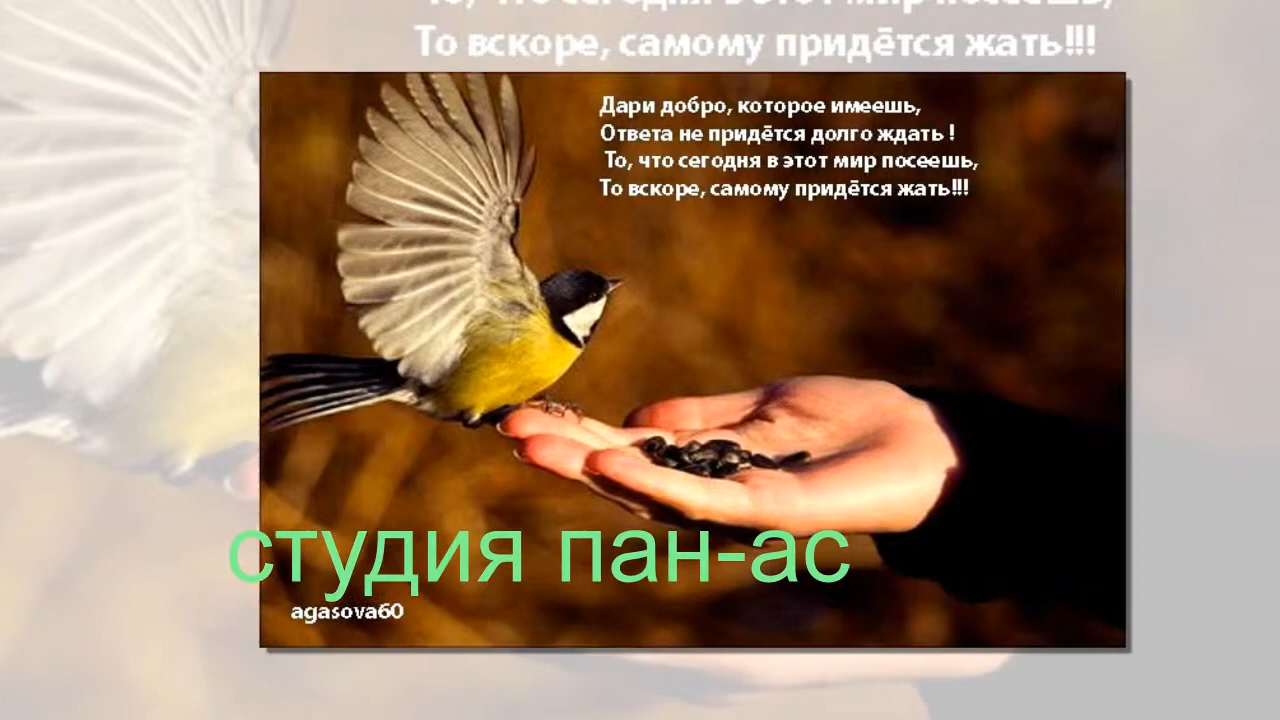 То вскоре, самому придётся жать!!!
Дари добро, которое имеешь,
Ответа не придётся долго ждать !
То, что сегодня в этот мир посеешь,
То вскоре, самому придётся жать!!!
студия пан-ас
agasova60